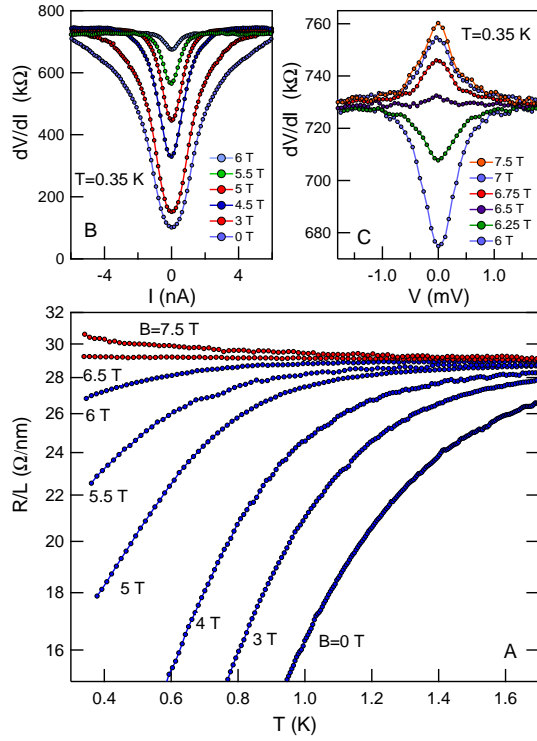 800
600
400
200
0
dV/dI (kΩ)
T=0.35 K
B
6 T
5.5 T
5 T
4.5 T
3 T
0 T
-4
0
4
I (nA)
760
740
720
700
680
dV/dI (kΩ)
T=0.35 K
7.5 T
7 T
6.75 T
6.5 T
6.25 T
6 T
C
-1.0
0.0
1.0
V (mV)
32
30
28
26
24
22
20
18
16
R/L (Ω/nm)
B=7.5 T
6.5 T
6 T
5.5 T
5 T
4 T
3 T
B=0 T
A
0.4
0.6
0.8
1.0
1.2
1.4
1.6
T (K)